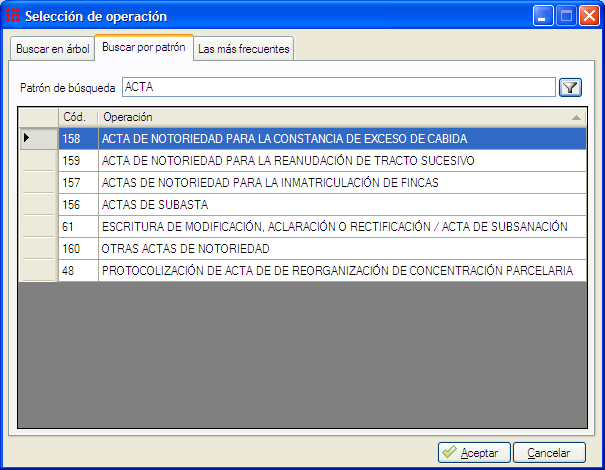 Selección de operación
Buscar en árbol Buscar por patrón Las más frecuentes
Patrón de búsqueda ACTA
Cód. Operación
158 ACTA DE NOTORIEDAD PARA LA CONSTANCIA DE EXCESO DE CABIDA
159 ACTA DE NOTORIEDAD PARA LA REANUDACIÓN DE TRACTO SUCESIVO
157 ACTAS DE NOTORIEDAD PARA LA INMATRICULACIÓN DE FINCAS
156 ACTAS DE SUBASTA
61 ESCRITURA DE MODIFICACIÓN, ACLARACIÓN O RECTIFICACIÓN / ACTA DE SUBSANACIÓN
160 OTRAS ACTAS DE NOTORIEDAD
48 PROTOCOLIZACIÓN DE ACTA DE DE REORGANIZACIÓN DE CONCENTRACIÓN PARCELARIA
Aceptar Cancelar